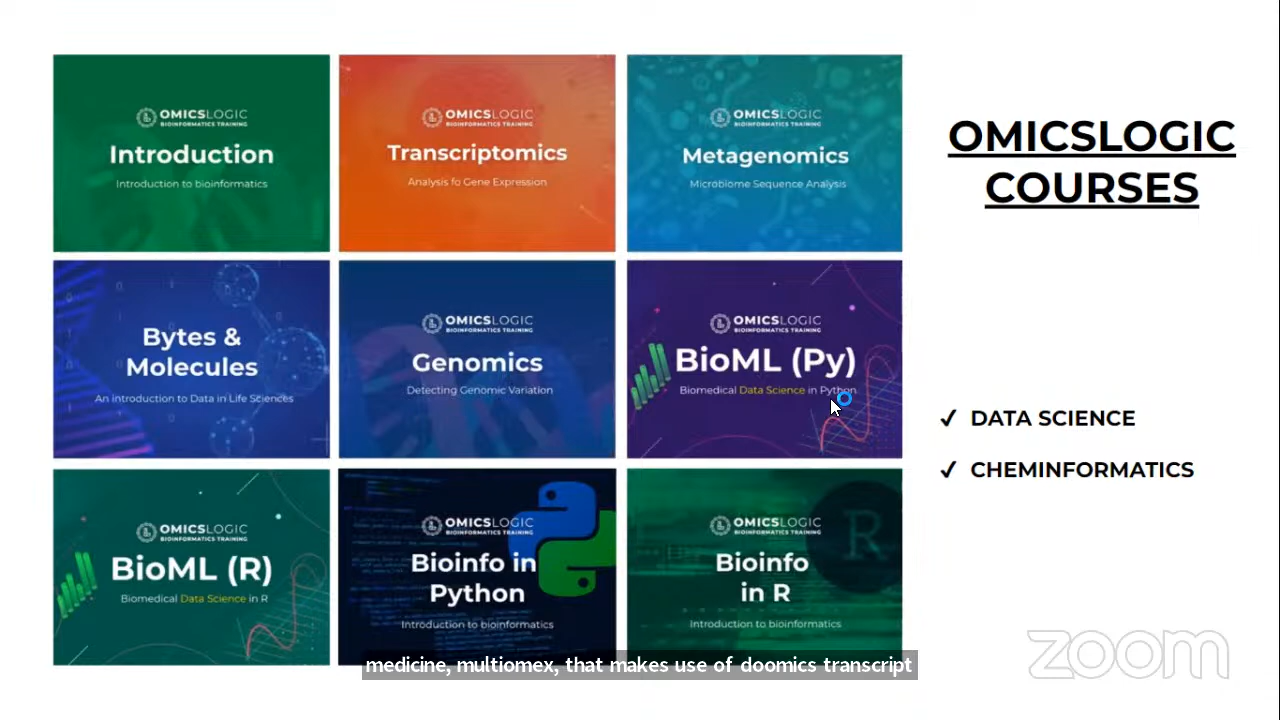 OMICSLOGIC
BIOINFORMATICS TRAINING
Introduction
Introduction to bioinformatics
OMICSLOGIC
BIOINFORMATICS TRAINING
Transcriptomics
Analysis fo Gene Expression
OMICSLOGIC
BIOINFORMATICS TRAINING
Metagenomics
Microbiome Sequence Analysis
Bytes &
Molecules
An introduction to Data in Life Sciences
OMICSLOGIC
BIOINFORMATICS TRAINING
Genomics
Detecting Genomic Variation
OMICSLOGIC
BIOINFORMATICS TRAINING
BioML (Py)
Biomedical Data Science in Python
OMICSLOGIC
BIOINFORMATICS TRAINING
BioML (R)
Biomedical Data Science in R
OMICSLOGIC
BIOINFORMATICS TRAINING
Bioinfo in
Python
Introduction to bioinformatics
OMICSLOGIC
BIOINFORMATICS TRAINING
R
Bioinfo
in R
Introduction to bioinformatics
OMICSLOGIC
COURSES
✓ DATA SCIENCE
✓ CHEMINFORMATICS
zoom
medicine, multiomex, that makes use of doomics transcript